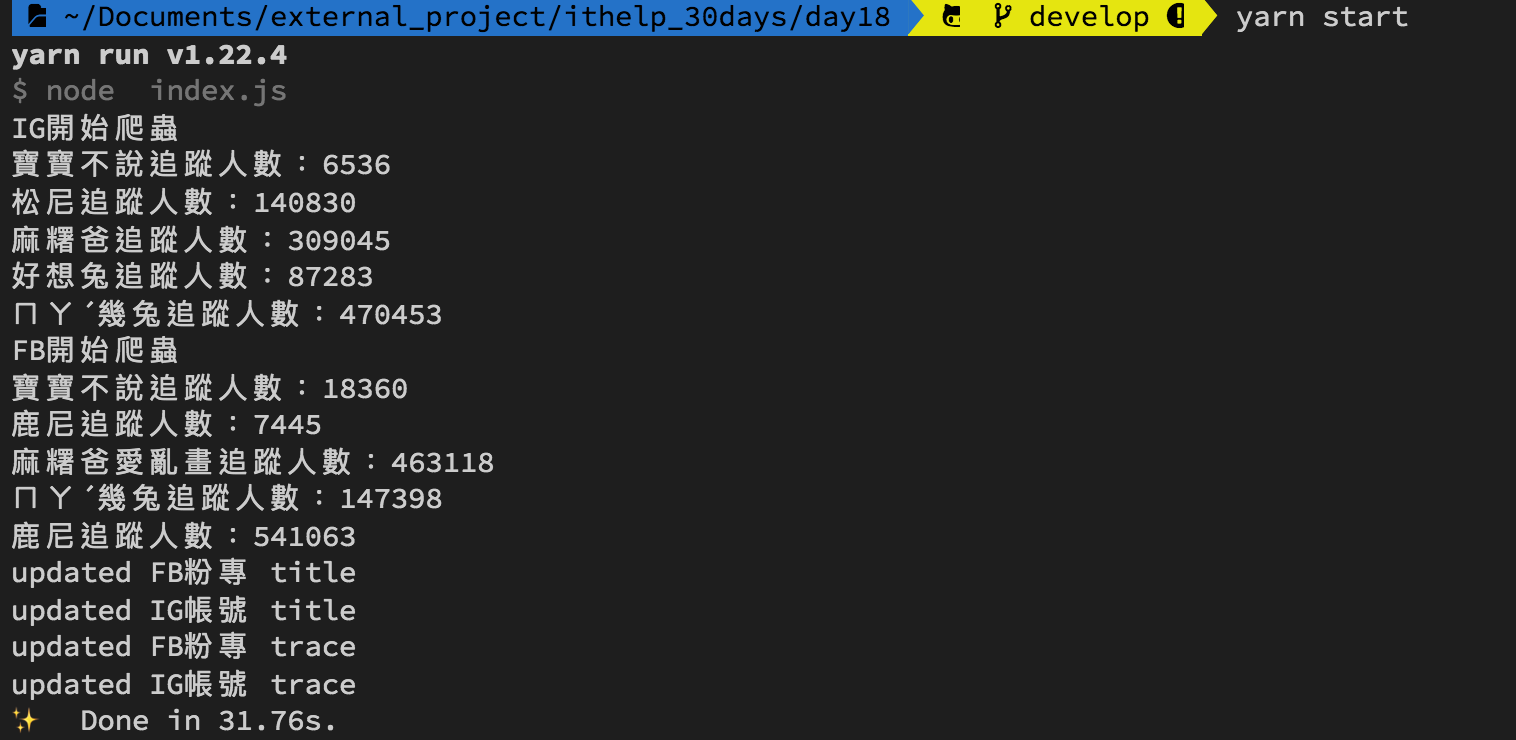 ~/Documents/external_project/ithelp_30days/day18 develop yarn start
yarn run v1.22.4
$ node  index.js
IG開始爬蟲
寶寶不說追蹤人數：6536
松尼追蹤人數：140830
麻糬爸追蹤人數：309045
好想兔追蹤人數：87283
ㄇㄚˊ幾兔追蹤人數：470453
FB開始爬蟲
寶寶不說追蹤人數：18360
鹿尼追蹤人數：7445
麻糬爸愛亂畫追蹤人數：463118
ㄇㄚˊ幾兔追蹤人數：147398
鹿尼追蹤人數：541063
updated FB粉專 title
updated IG帳號 title
updated FB粉專 trace
updated IG帳號 trace
✨  Done in 31.76s.